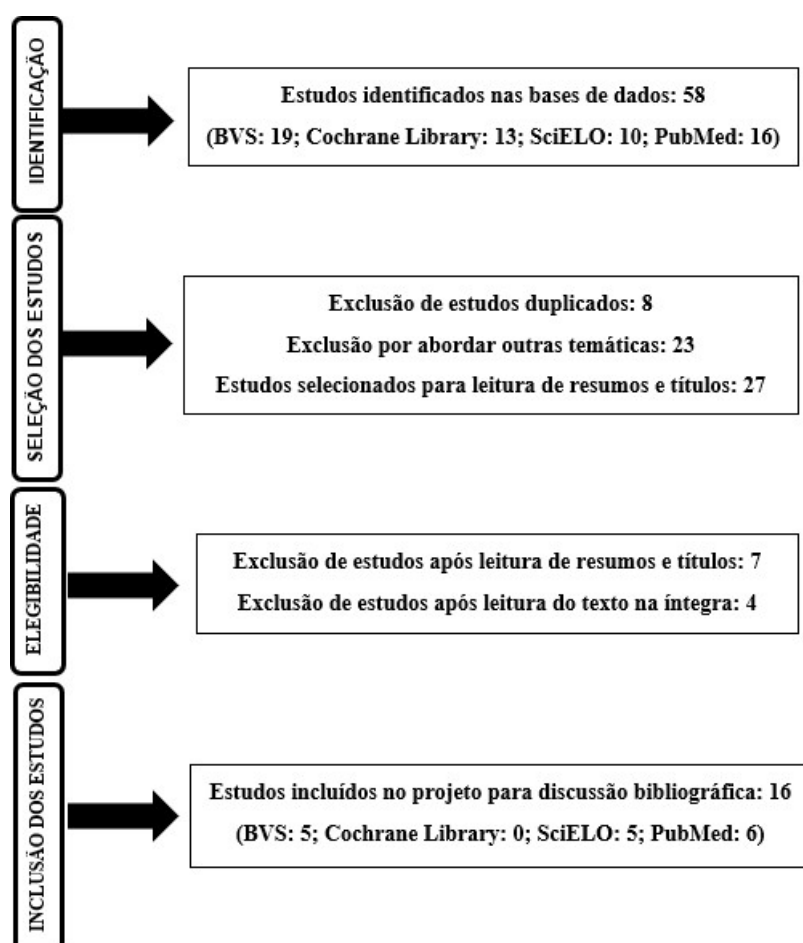 IDENTIFICAÇÃO
Estudos identificados nas bases de dados: 58
(BVS: 19; Cochrane Library: 13; SciELO: 10; PubMed: 16)
SELEÇÃO DOS ESTUDOS
Exclusão de estudos duplicados: 8
Exclusão por abordar outras temáticas: 23
Estudos selecionados para leitura de resumos e títulos: 27
ELEGIBILIDADE
Exclusão de estudos após leitura de resumos e títulos: 7
Exclusão de estudos após leitura do texto na íntegra: 4
INCLUSÃO DOS ESTUDOS
Estudos incluídos no projeto para discussão bibliográfica: 16
(BVS: 5; Cochrane Library: 0; SciELO: 5; PubMed: 6)